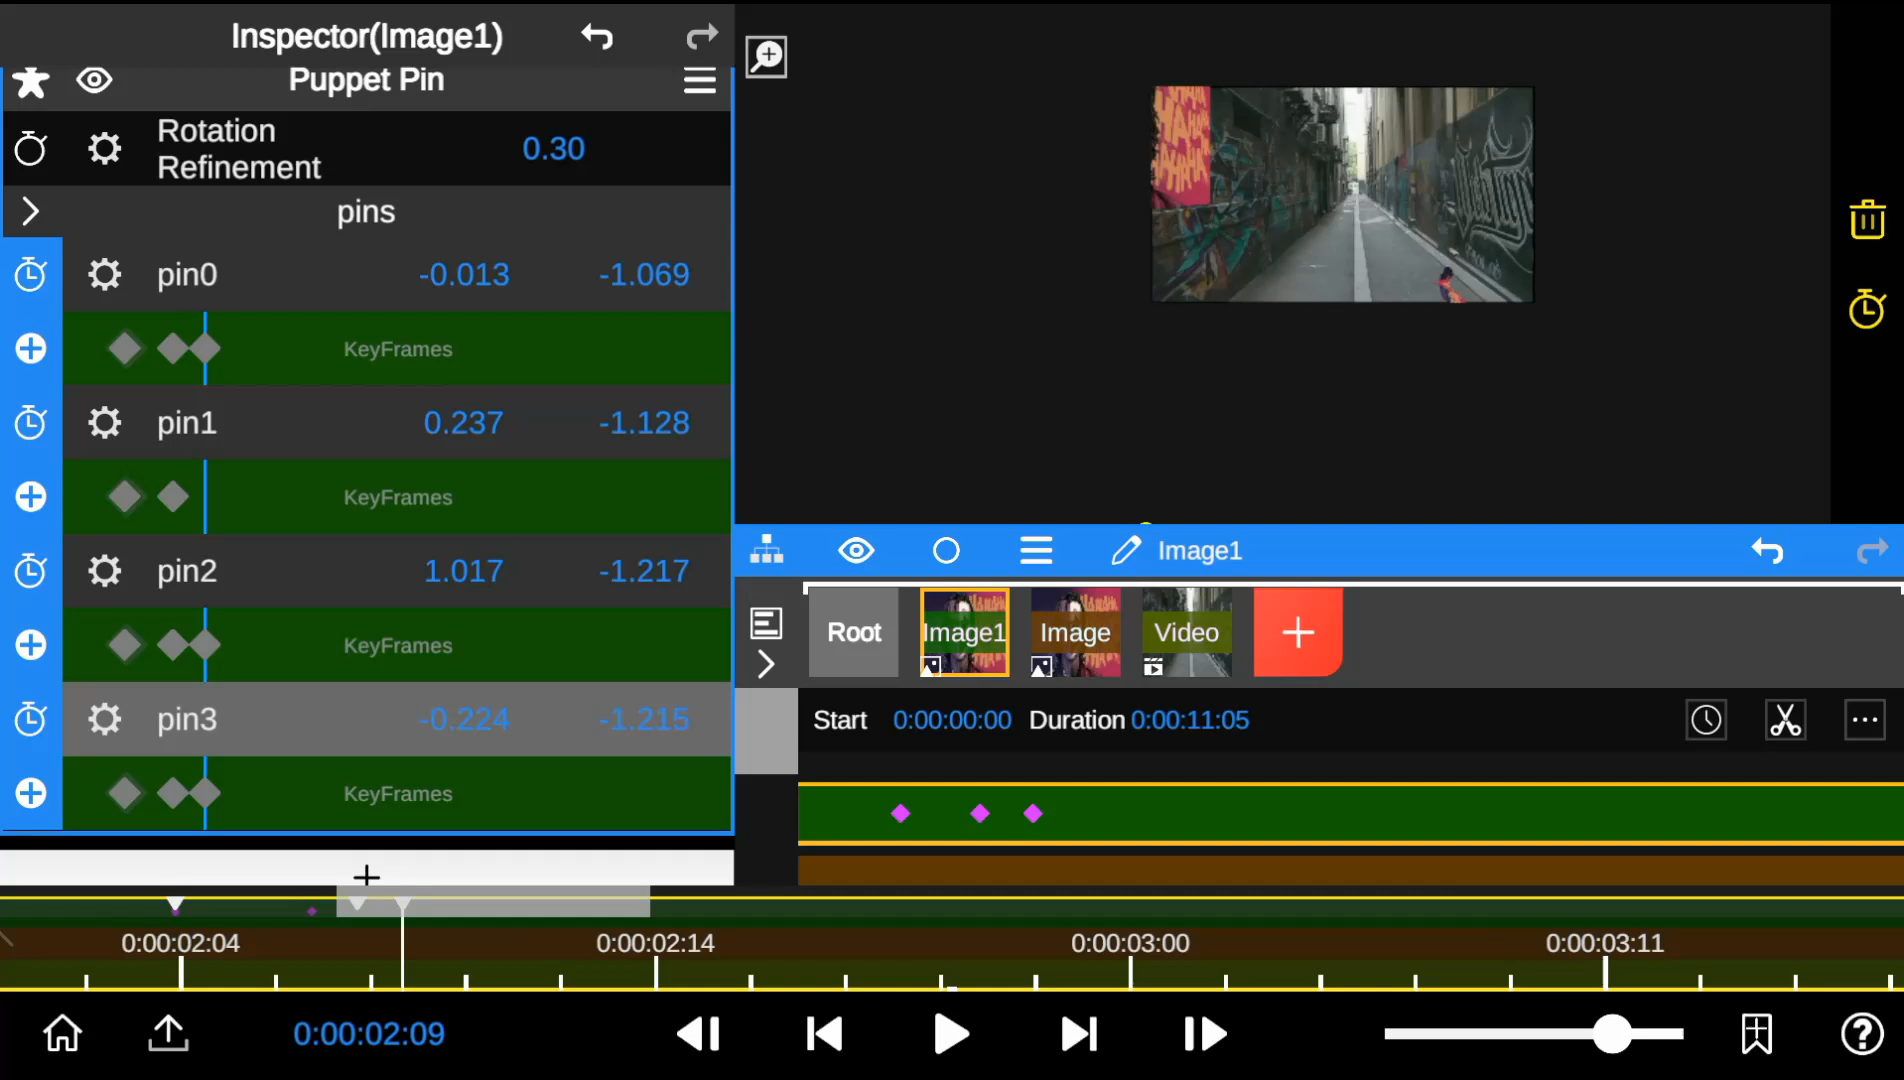 Inspector(Image1)
Puppet Pin
Rotation
Refinement
0.30
pins
pin0 -0.013 -1.069
KeyFrames
pin1 0.237 -1.128
KeyFrames
pin2 1.017 -1.217
KeyFrames
pin3 -0.224 -1.215
KeyFrames
Image1
Root Image1 Image Video
Start 0:00:00:00 Duration 0:00:11:05
0:00:02:04 0:00:02:14 0:00:03:00 0:00:03:11
0:00:02:09